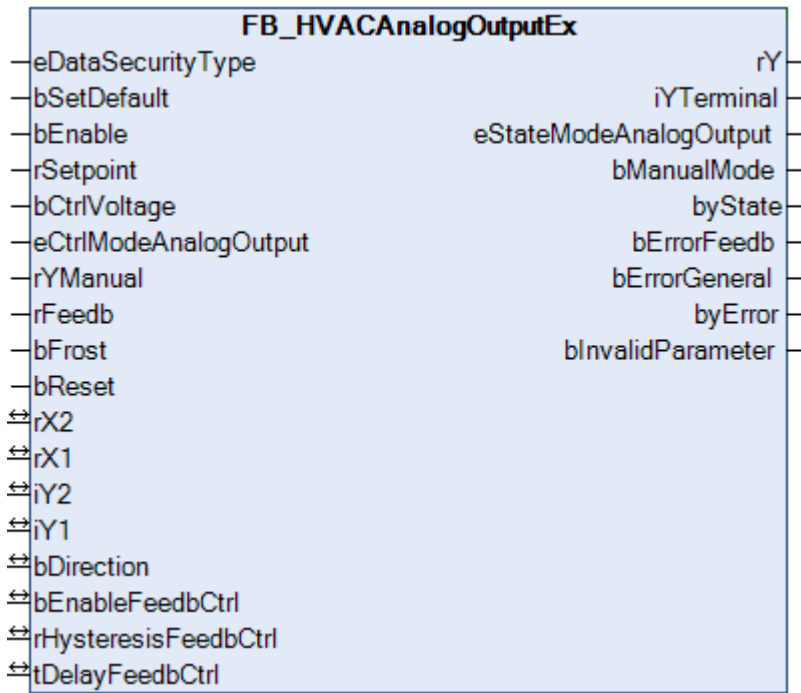 FB_HVACAnalogOutputEx
eDataSecurityType rY
bSetDefault iYTerminal
bEnable eStateModeAnalogOutput
rSetpoint bManualMode
bCtrlVoltage byState
eCtrlModeAnalogOutput bErrorFeedb
rYManual bErrorGeneral
rFeedb byError
bFrost bInvalidParameter
bReset
rX2
rX1
iY2
iY1
bDirection
bEnableFeedbCtrl
rHysteresisFeedbCtrl
tDelayFeedbCtrl